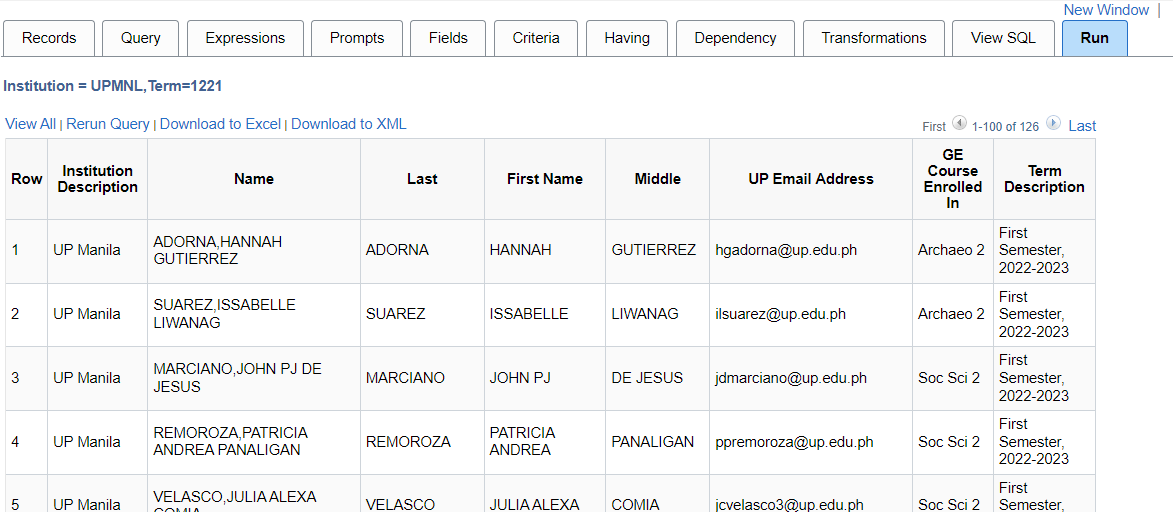 New Window |
Records Query Expressions Prompts Fields Criteria Having Dependency Transformations View SQL Run
Institution = UPMNL,Term=1221
View All | Rerun Query | Download to Excel | Download to XML First 1-100 of 126 Last
Row Institution Description Name Last First Name Middle UP Email Address GE Course Enrolled In Term Description
1 UP Manila ADORNA,HANNAH GUTIERREZ ADORNA HANNAH GUTIERREZ hgadorna@up.edu.ph Archaeo 2 First Semester, 2022-2023
2 UP Manila SUAREZ,ISSABELLE LIWANAG SUAREZ ISSABELLE LIWANAG ilsuarez@up.edu.ph Archaeo 2 First Semester, 2022-2023
3 UP Manila MARCIANO,JOHN PJ DE JESUS MARCIANO JOHN PJ DE JESUS jdmarciano@up.edu.ph Soc Sci 2 First Semester, 2022-2023
4 UP Manila REMOROZA,PATRICIA ANDREA PANALIGAN REMOROZA PATRICIA ANDREA PANALIGAN ppremoroza@up.edu.ph Soc Sci 2 First Semester, 2022-2023
5 UP Manila VELASCO,JULIA ALEXA COMIA VELASCO JULIA ALEXA COMIA jcvelasco3@up.edu.ph Soc Sci 2 First Semester,